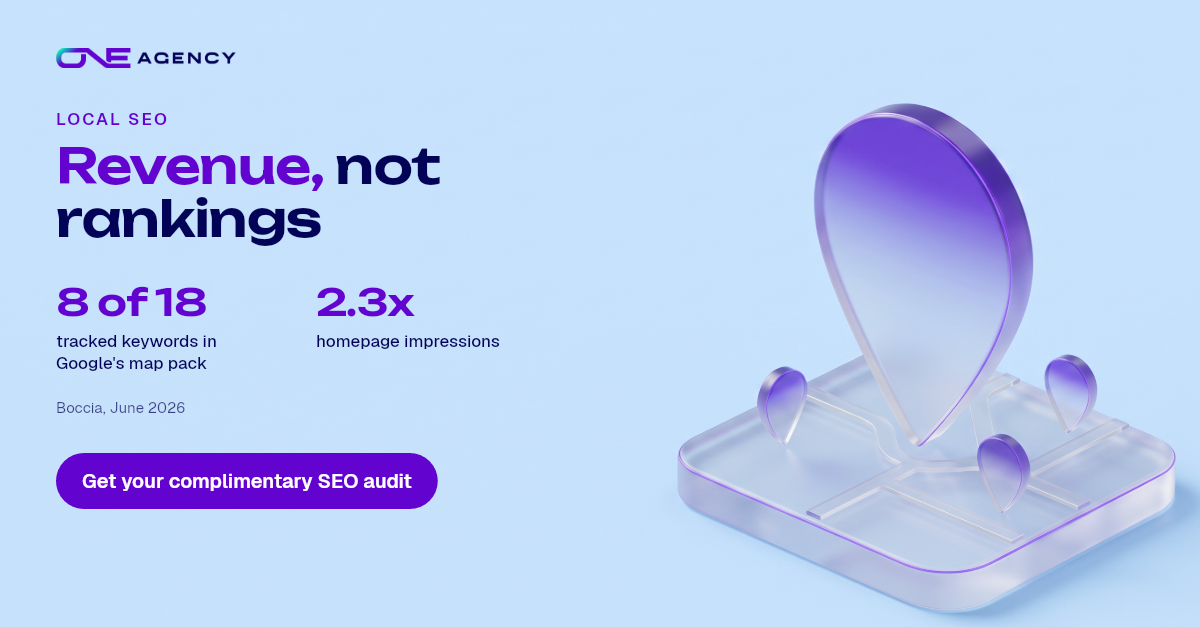 ONE AGENCY
LOCAL SEO
Revenue, not
rankings
8 of 18
tracked keywords in
Google's map pack
2.3x
homepage impressions
Boccia, June 2026
Get your complimentary SEO audit